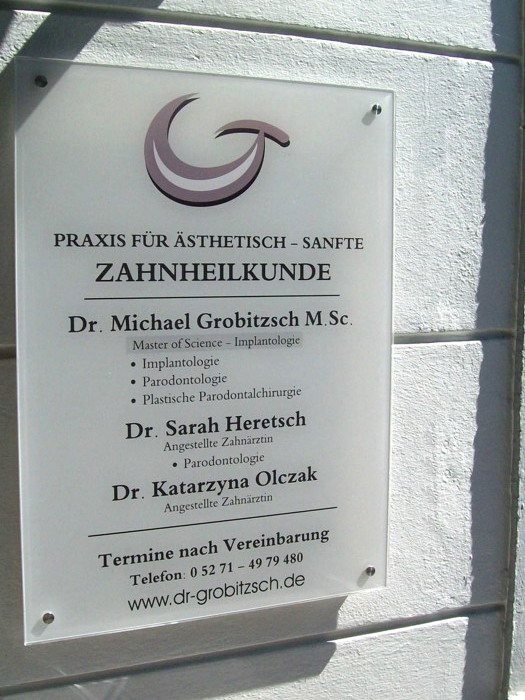 PRAXIS FÜR ÄSTHETISCH – SANFTE
ZAHNHEILKUNDE
Dr. Michael Grobitzsch M.Sc.
Master of Science – Implantologie
• Implantologie
• Parodontologie
• Plastische Parodontalchirurgie
Dr. Sarah Heretsch
Angestellte Zahnärztin
• Parodontologie
Dr. Katarzyna Olczak
Angestellte Zahnärztin
Termine nach Vereinbarung
Telefon: 0 52 71 – 49 79 480
www.dr-grobitzsch.de